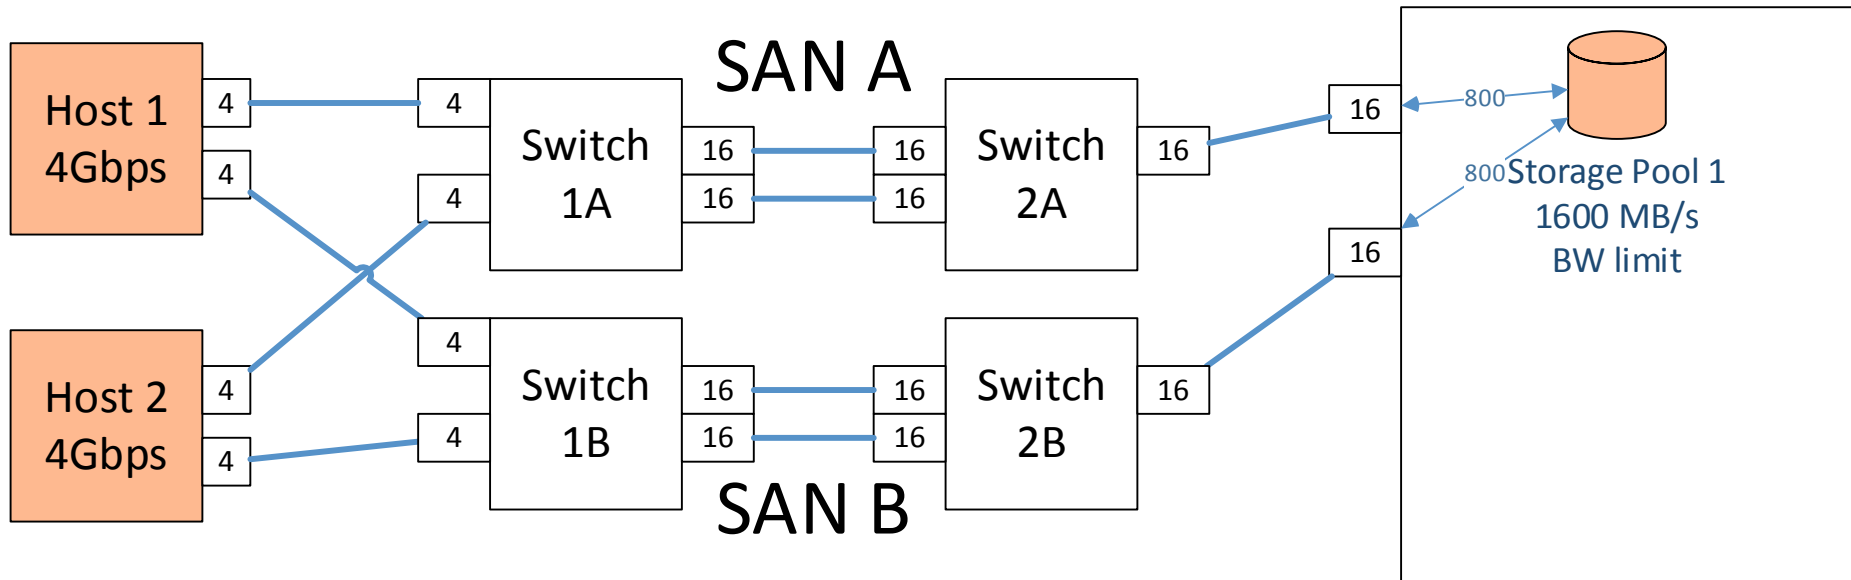 SAN A
Host 1
4Gbps
4
4
4
4
Switch
1A
16
16
16
16
Switch
2A
16
16
800
800
Storage Pool 1
1600 MB/s
BW limit
16
Host 2
4Gbps
4
4
4
4
Switch
1B
16
16
16
16
Switch
2B
16
SAN B